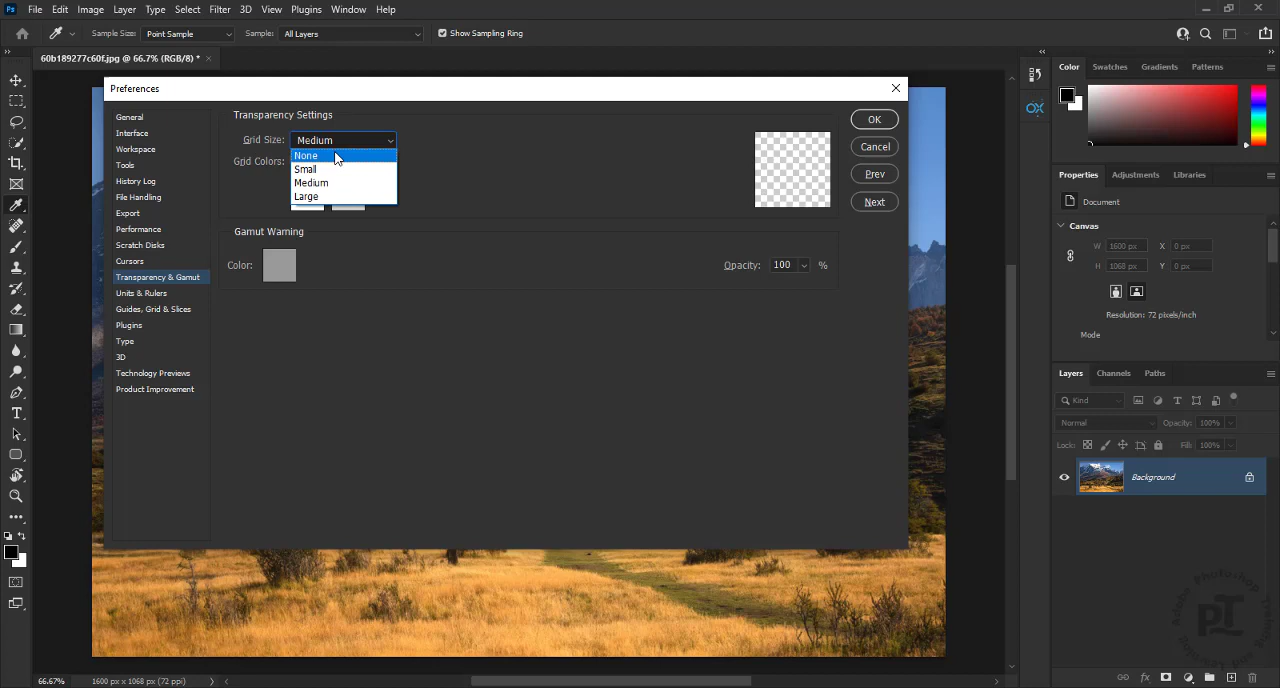 Ps File Edit Image Layer Type Select Filter 3D View Plugins Window Help
Sample Size: Point Sample Sample: All Layers Show Sampling Ring
60b189277c60f.jpg @ 66.7% (RGB/8) * ×
Preferences
General
Interface
Workspace
Tools
History Log
File Handling
Export
Performance
Scratch Disks
Cursors
Transparency & Gamut
Units & Rulers
Guides, Grid & Slices
Plugins
Type
3D
Technology Previews
Product Improvement
Transparency Settings
Grid Size: Medium
None
Small
Medium
Large
Grid Colors:
Gamut Warning
Color:
Opacity: 100 %
OK
Cancel
Prev
Next
Color Swatches Gradients Patterns
Properties Adjustments Libraries
Document
Canvas
W 1600 px X 0 px
H 1068 px Y 0 px
Resolution: 72 pixels/inch
Mode
Layers Channels Paths
Kind
Normal Opacity: 100%
Lock: Fill: 100%
Background
66.67% 1600 px x 1068 px (72 ppi)
Adobe Photoshop
pT